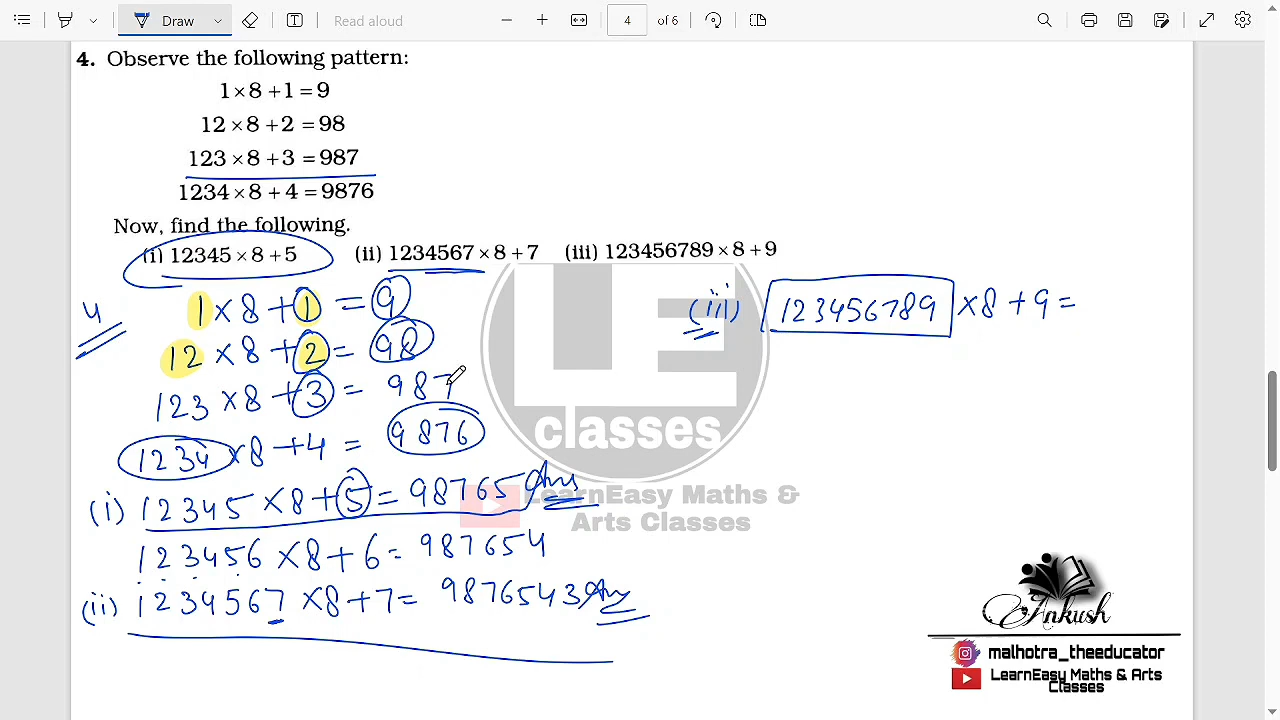 Draw
Read aloud
4 of 6
4. Observe the following pattern:
1 × 8 + 1 = 9
12 × 8 + 2 = 98
123 × 8 + 3 = 987
1234 × 8 + 4 = 9876
Now, find the following.
(i) 12345 × 8 + 5 (ii) 1234567 × 8 + 7 (iii) 123456789 × 8 + 9
4
1 × 8 + 1 = 9
12 × 8 + 2 = 98
123 × 8 + 3 = 987
1234 × 8 + 4 = 9876
(i) 12345 × 8 + 5 = 98765 Ans
123456 × 8 + 6 = 987654
(ii) 1234567 × 8 + 7 = 9876543 Ans
(iii) 123456789 × 8 + 9 =
LE
classes
LearnEasy Maths &
Arts Classes
Ankush
malhotra_theeducator
LearnEasy Maths & Arts
Classes